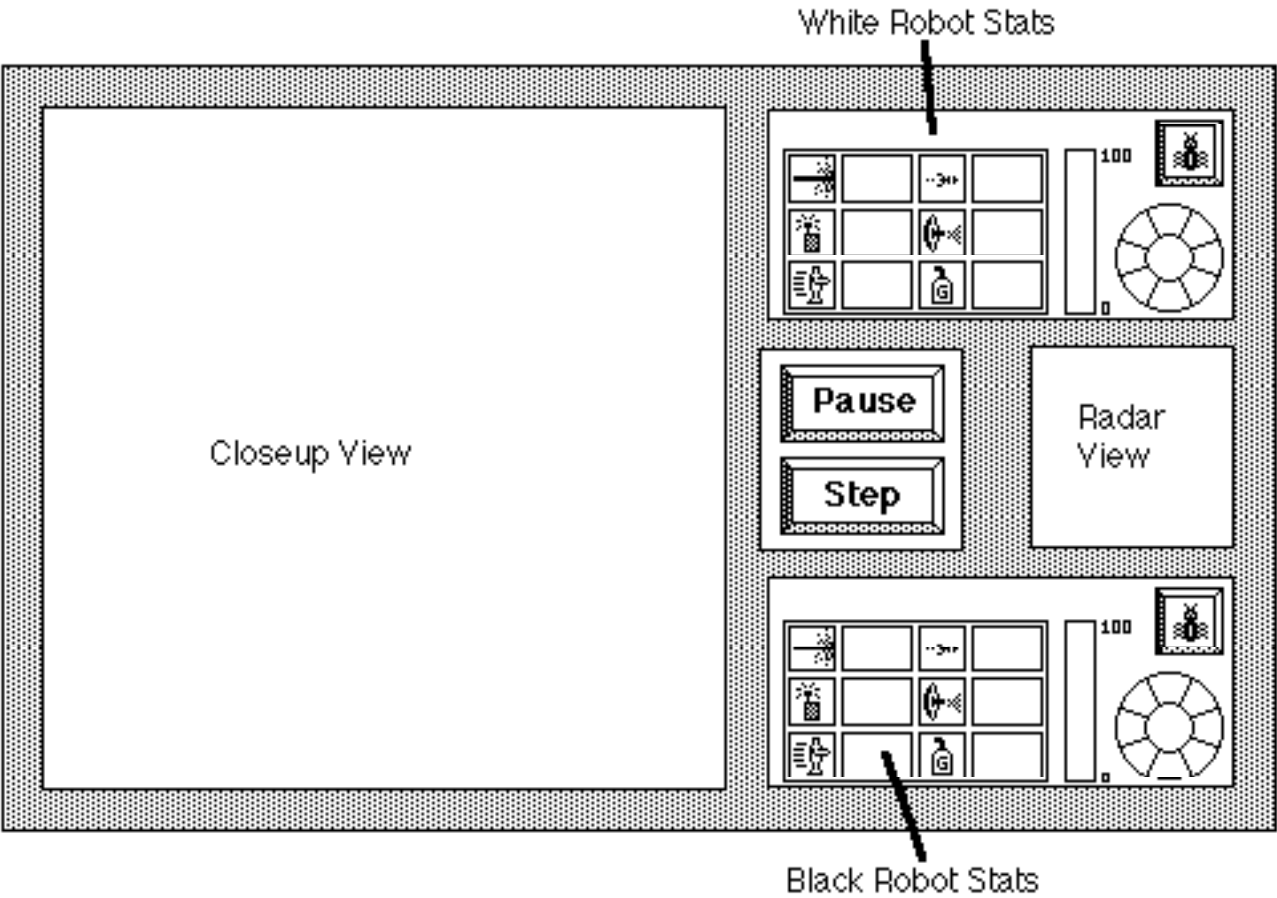 White Robot Stats
100
0
G
Closeup View
Pause
Step
Radar
View
100
0
G
Black Robot Stats